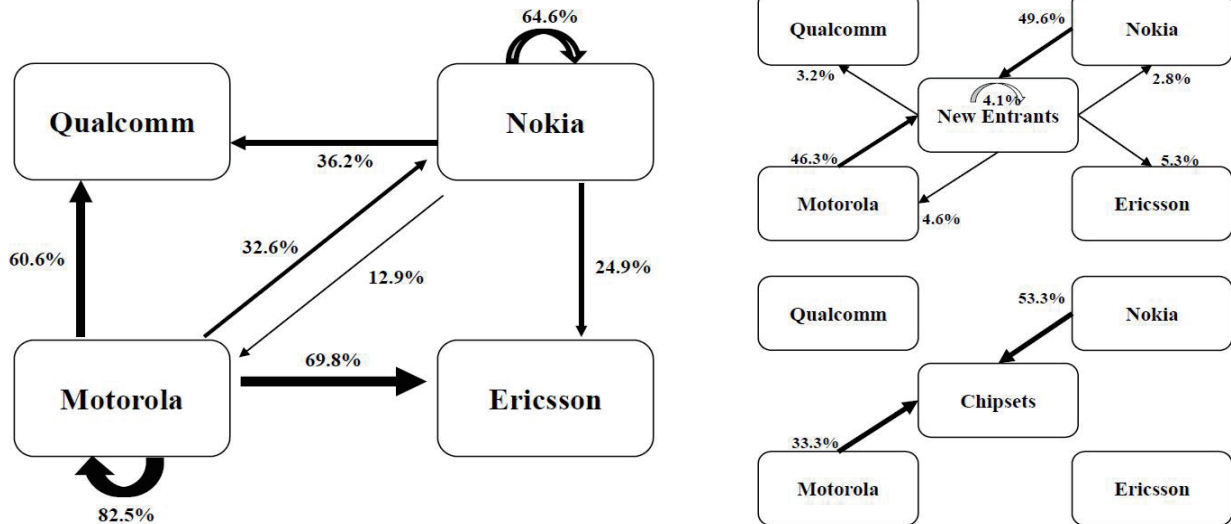 64.6%
Qualcomm
Nokia
36.2%
60.6%
32.6%
12.9%
24.9%
Motorola
69.8%
Ericsson
82.5%
Qualcomm
49.6%
Nokia
3.2%
2.8%
4.1%
New Entrants
46.3%
5.3%
Motorola
4.6%
Ericsson
Qualcomm
53.3%
Nokia
Chipsets
33.3%
Motorola
Ericsson